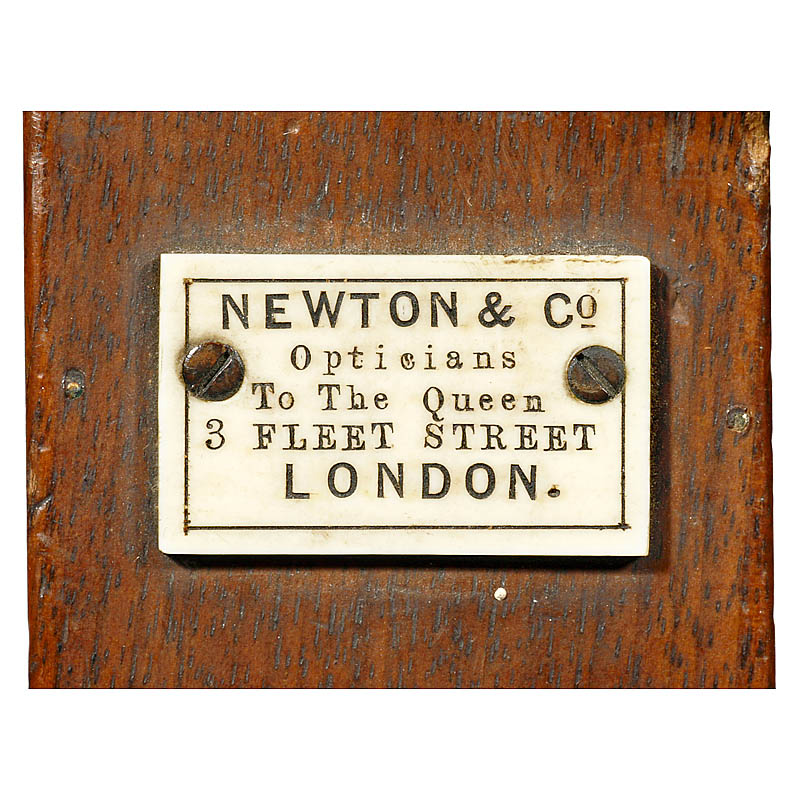 NEWTON & Cº
Opticians
To The Queen
3 FLEET STREET
LONDON.